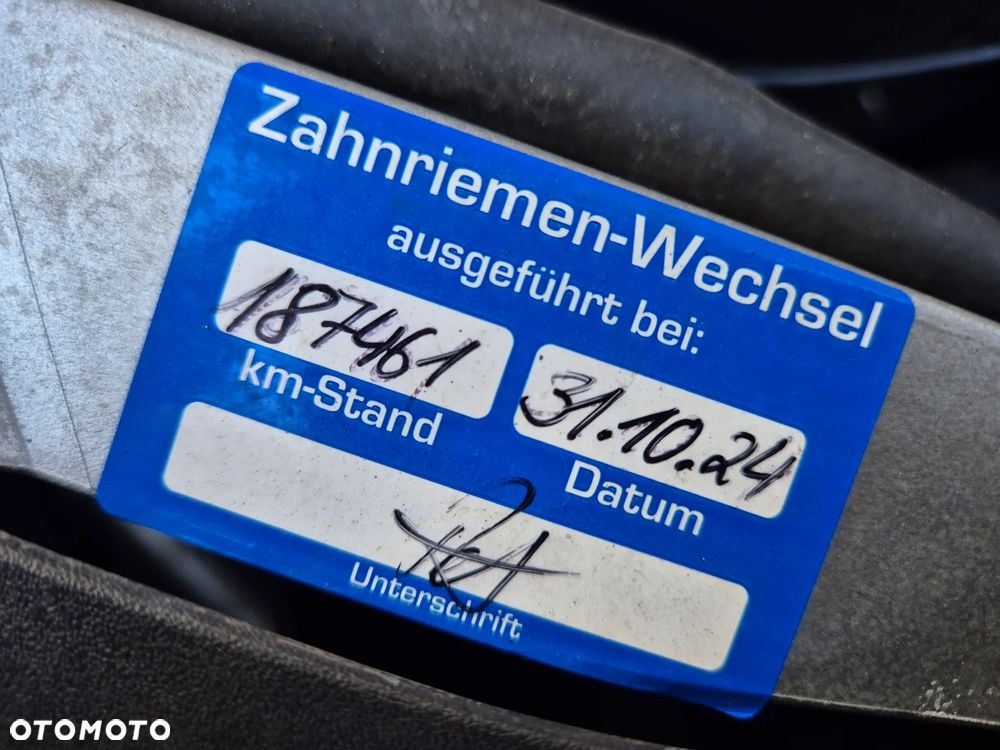 Zahnriemen-Wechsel
ausgeführt bei:
187461
31.10.24
km-Stand
Datum
Unterschrift
OTOMOTO